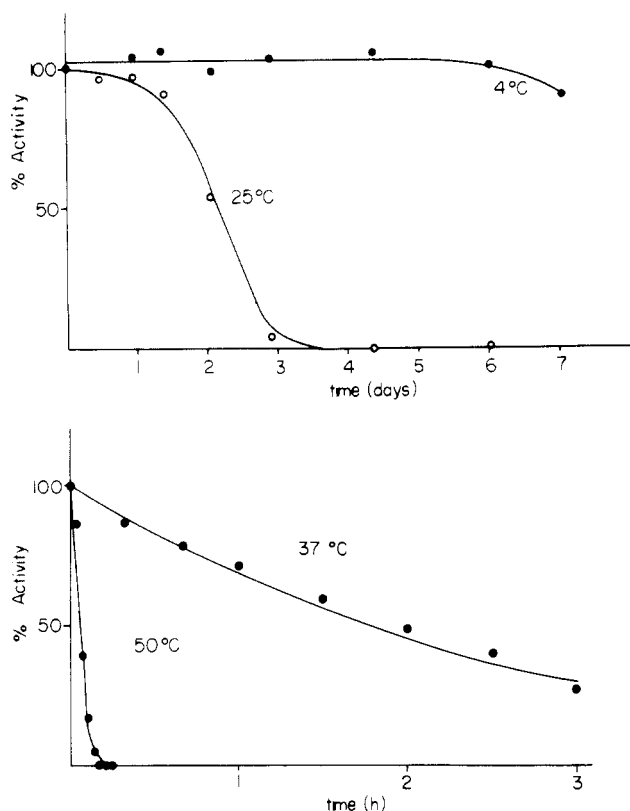 100
% Activity
50
4°C
25°C
1 2 3 4 5 6 7
time (days)
100
% Activity
50
37 °C
50°C
1 2 3
time (h)